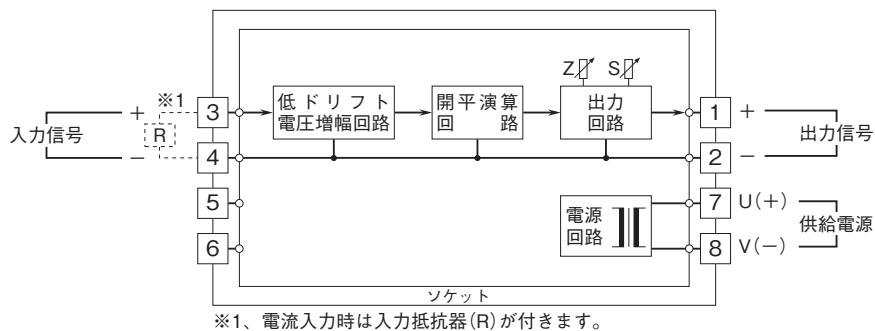 Z S
※1
3
低ドリフト
電圧増幅回路
開平演算
回路
出力
回路
1
+
入力信号
+
R
−
4
2
−
出力信号
5
6
電源
回路
7
U(+)
供給電源
8
V(−)
ソケット
※1、電流入力時は入力抵抗器(R)が付きます。